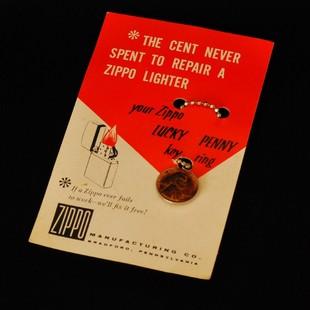 * THE CENT NEVER
SPENT TO REPAIR A
ZIPPO LIGHTER
your Zippo
LUCKY PENNY
key ring
* If a Zippo ever fails
to work—we'll fix it free!
ZIPPO
MANUFACTURING CO.
BRADFORD, PENNSYLVANIA